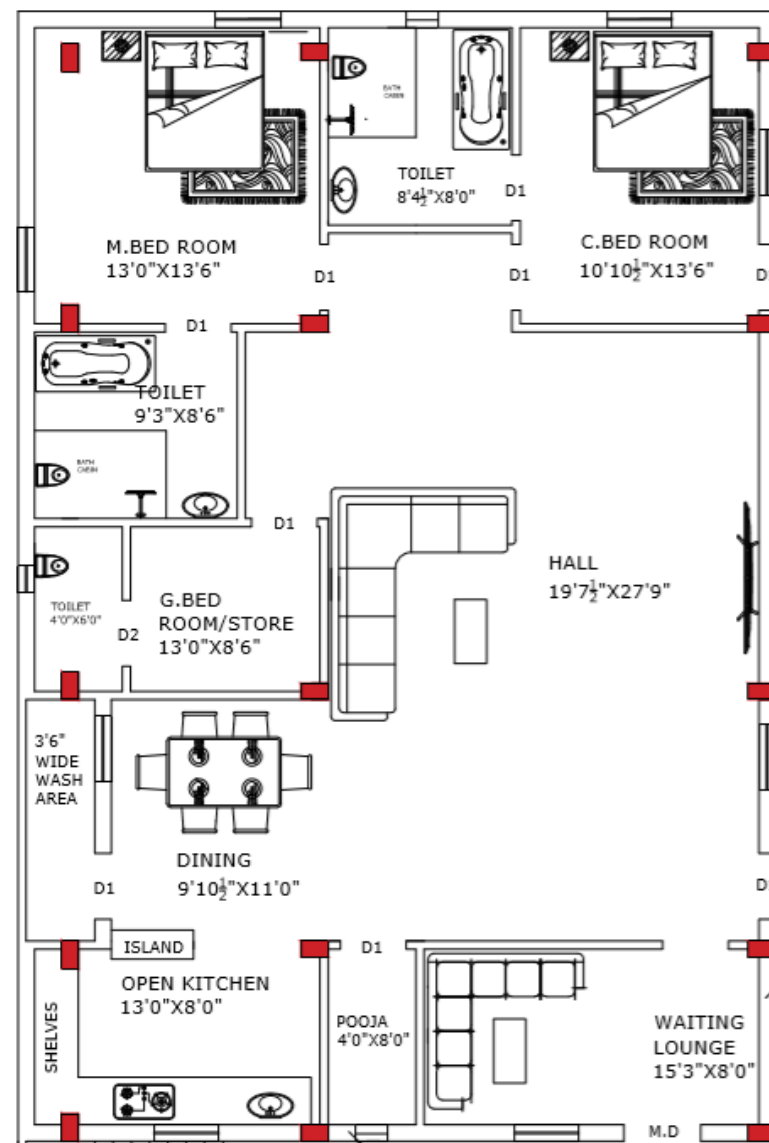 BATH
CABIN
TOILET
8'4½"X8'0"
D1
M.BED ROOM
13'0"X13'6"
C.BED ROOM
10'10½"X13'6"
D1
D1
D
D1
TOILET
9'3"X8'6"
BATH
CABIN
D1
HALL
19'7½"X27'9"
TOILET
4'0"X6'0"
G.BED
ROOM/STORE
13'0"X8'6"
D2
3'6"
WIDE
WASH
AREA
DINING
9'10½"X11'0"
D1
D
ISLAND
D1
OPEN KITCHEN
13'0"X8'0"
SHELVES
POOJA
4'0"X8'0"
WAITING
LOUNGE
15'3"X8'0"
M.D